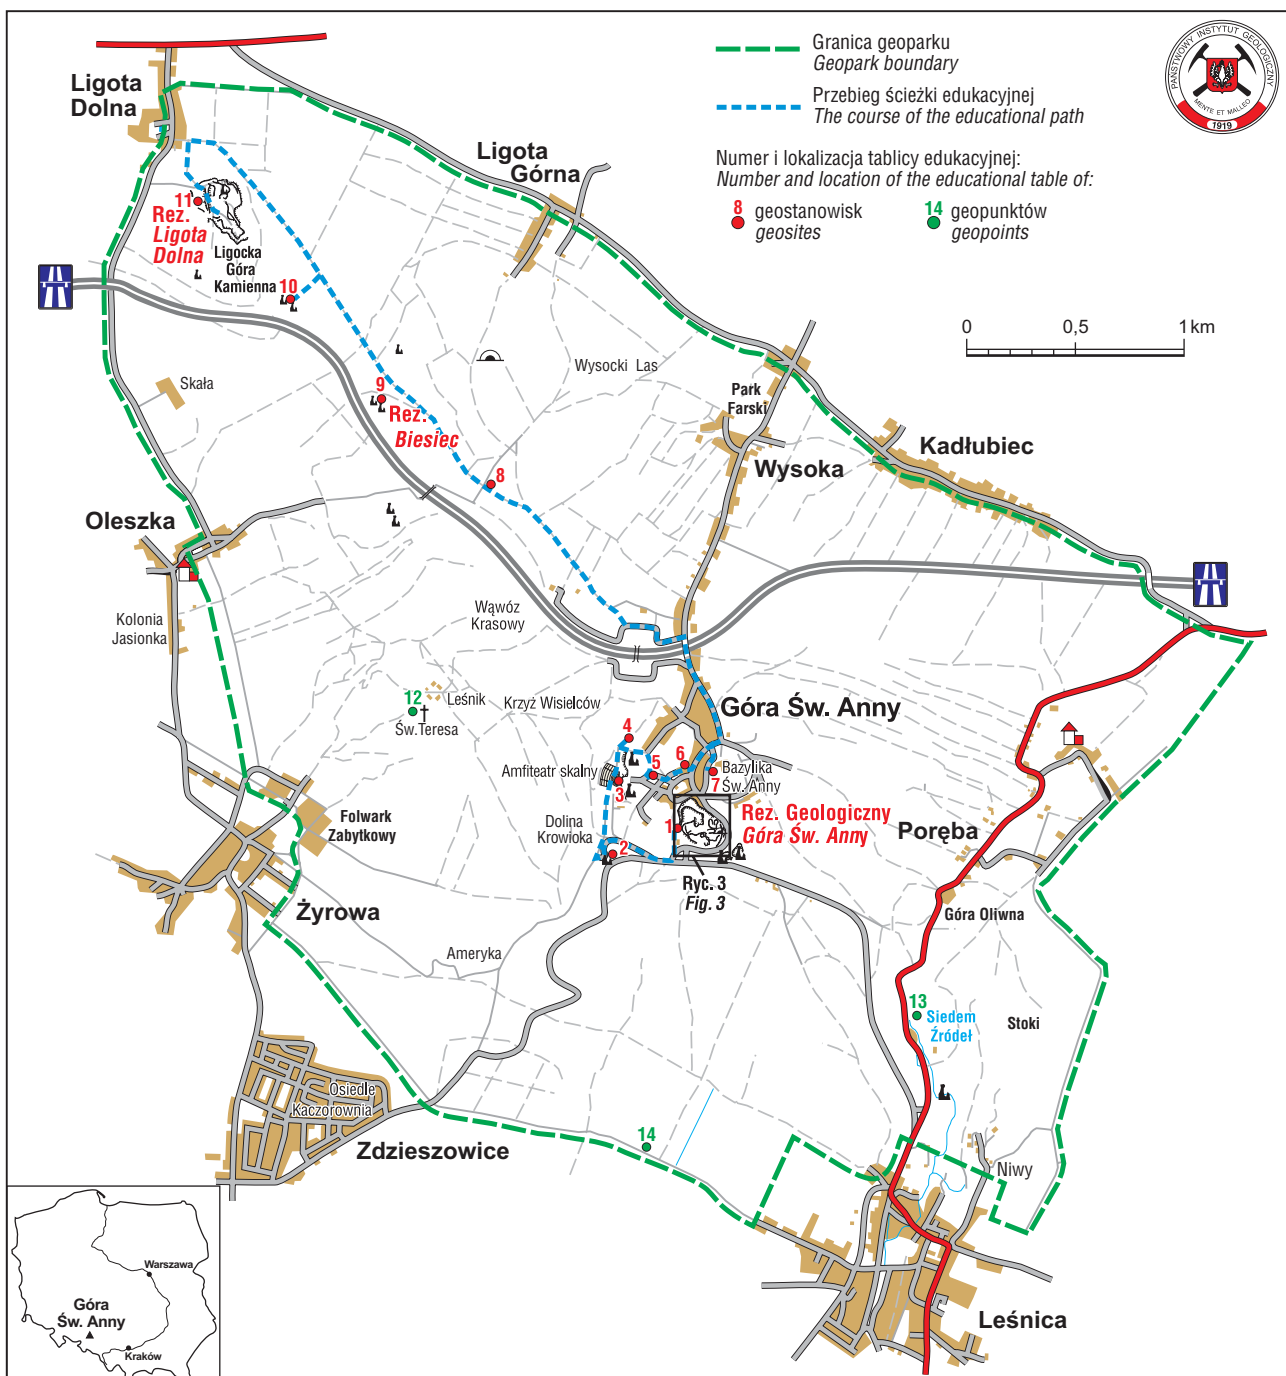 Granica geoparku
Geopark boundary
Przebieg ścieżki edukacyjnej
The course of the educational path
Numer i lokalizacja tablicy edukacyjnej:
Number and location of the educational table of:
8 geostanowisk
geosites
14 geopunktów
geopoints
PAŃSTWOWY INSTYTUT GEOLOGICZNY
MENTE ET MALLEO
1919
0 0,5 1km
Ligota
Dolna
Ligota
Górna
11
Rez.
Ligota
Dolna
Ligocka
Góra
Kamienna
10
Skała
9
Rez.
Biesiec
8
Wysocki Las
Park
Farski
Wysoka
Kadłubiec
Oleszka
Kolonia
Jasionka
Wąwóz
Krasowy
12
Leśnik
Św.Teresa
Krzyż Wisielców
Góra Św. Anny
4
Amfiteatr skalny
3
5
6
7
Bazylika
Św. Anny
Rez. Geologiczny
Góra Św. Anny
1
Dolina
Krowioka
2
Ryc. 3
Fig. 3
Folwark
Zabytkowy
Żyrowa
Ameryka
Poręba
Góra Oliwna
13
Siedem
Źródeł
Stoki
Osiedle
Kaczorownia
Zdzieszowice
14
Niwy
Leśnica
Warszawa
Góra
Św. Anny
Kraków